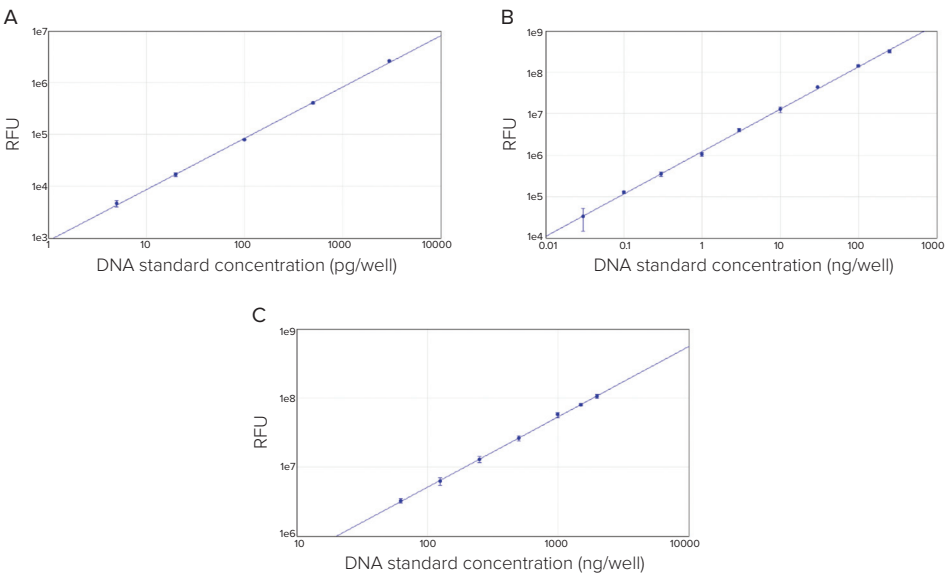 A
1e7
1e6
1e5
1e4
1e3
RFU
1 10 100 1000 10000
DNA standard concentration (pg/well)
B
1e9
1e8
1e7
1e6
1e5
1e4
RFU
0.01 0.1 1 10 100 1000
DNA standard concentration (ng/well)
C
1e9
1e8
1e7
1e6
RFU
10 100 1000 10000
DNA standard concentration (ng/well)